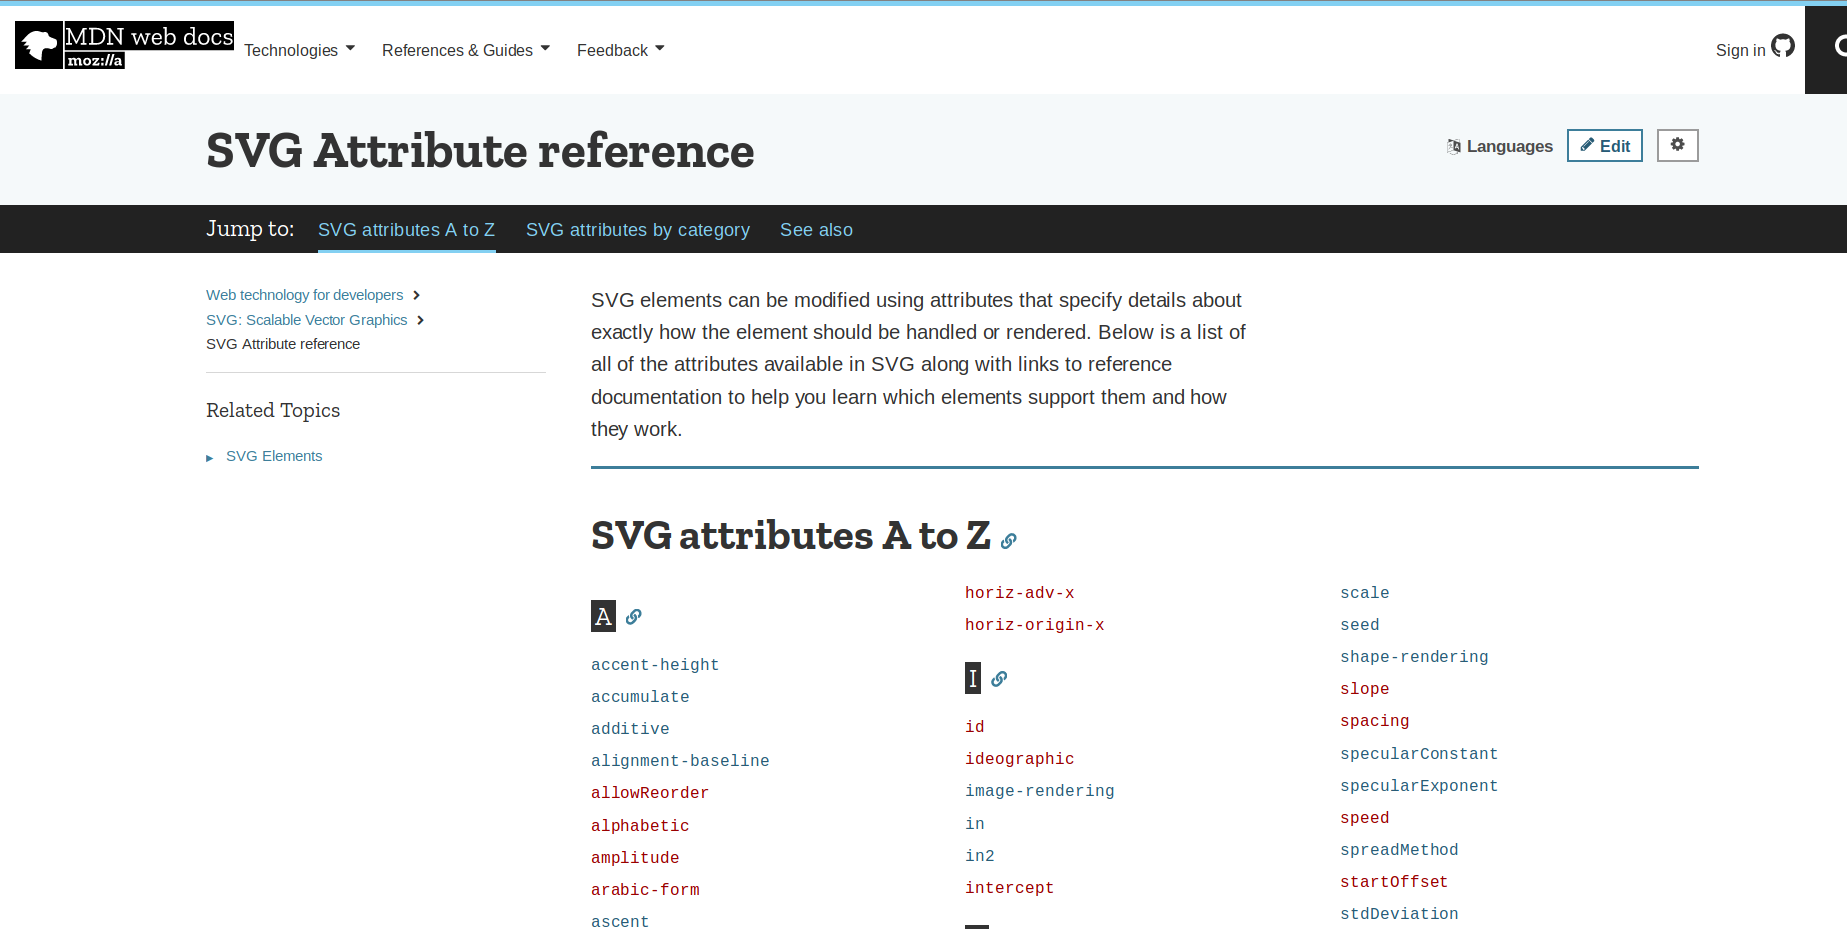 MDN web docs
moz://a
Technologies
References & Guides
Feedback
Sign in
SVG Attribute reference
Languages
Edit
Jump to:
SVG attributes A to Z
SVG attributes by category
See also
Web technology for developers
SVG: Scalable Vector Graphics
SVG Attribute reference
Related Topics
SVG Elements
SVG elements can be modified using attributes that specify details about
exactly how the element should be handled or rendered. Below is a list of
all of the attributes available in SVG along with links to reference
documentation to help you learn which elements support them and how
they work.
SVG attributes A to Z
A
accent-height
accumulate
additive
alignment-baseline
allowReorder
alphabetic
amplitude
arabic-form
ascent
horiz-adv-x
horiz-origin-x
I
id
ideographic
image-rendering
in
in2
intercept
scale
seed
shape-rendering
slope
spacing
specularConstant
specularExponent
speed
spreadMethod
startOffset
stdDeviation